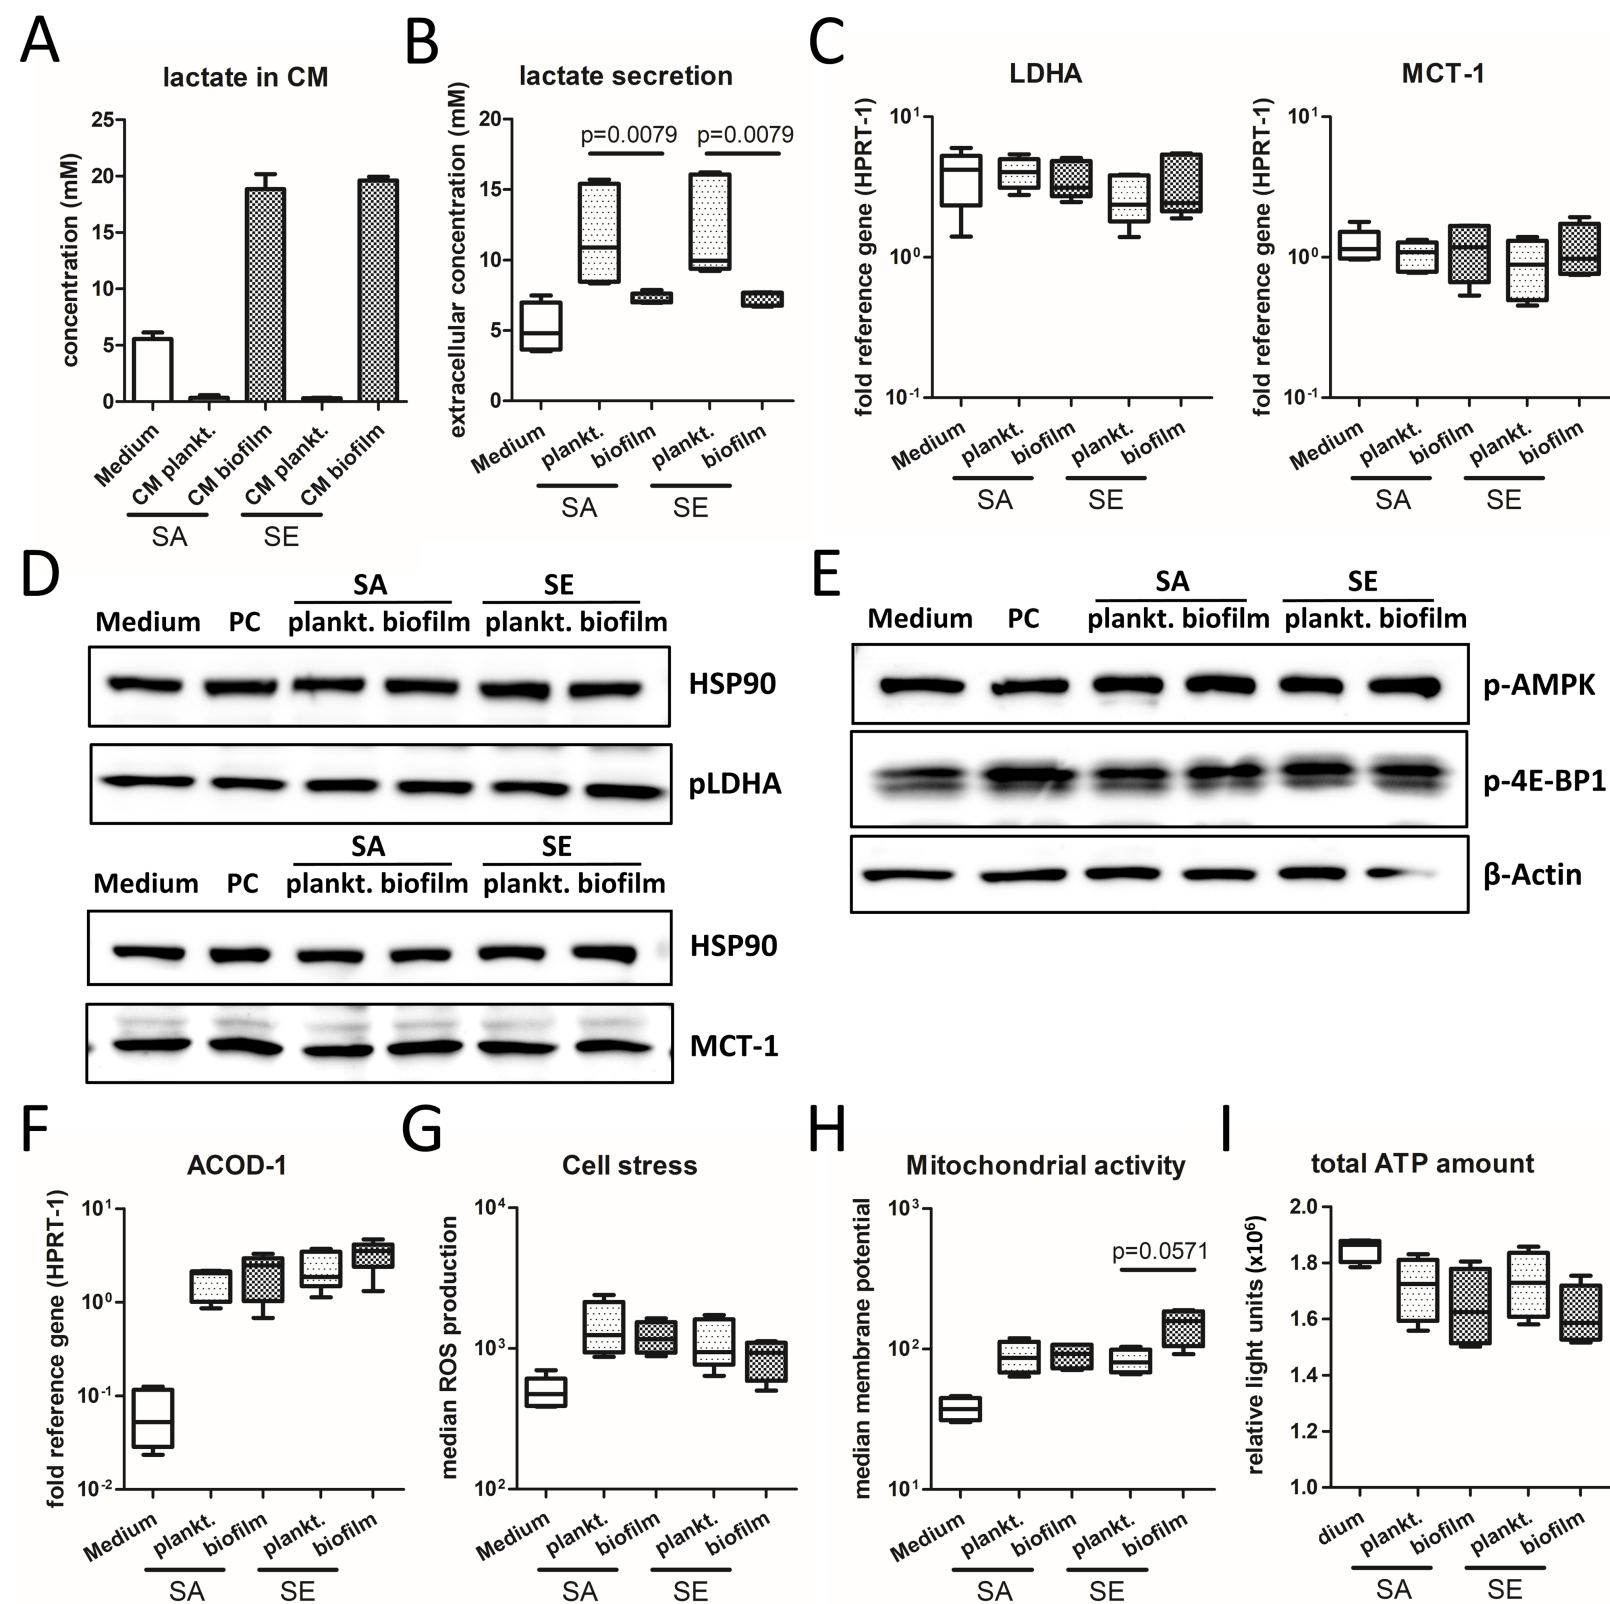 A
lactate in CM
concentration (mM)
25
20
15
10
5
0
Medium
CM plankt.
CM biofilm
CM plankt.
CM biofilm
SA
SE
B
lactate secretion
extracellular concentration (mM)
20
15
10
5
0
p=0.0079
p=0.0079
Medium
plankt.
biofilm
plankt.
biofilm
SA
SE
C
LDHA
fold reference gene (HPRT-1)
10¹
10⁰
10⁻¹
Medium
plankt.
biofilm
plankt.
biofilm
SA
SE
MCT-1
fold reference gene (HPRT-1)
10¹
10⁰
10⁻¹
Medium
plankt.
biofilm
plankt.
biofilm
SA
SE
D
SA SE
Medium PC plankt. biofilm plankt. biofilm
HSP90
pLDHA
SA SE
Medium PC plankt. biofilm plankt. biofilm
HSP90
MCT-1
E
SA SE
Medium PC plankt. biofilm plankt. biofilm
p-AMPK
p-4E-BP1
β-Actin
F
ACOD-1
fold reference gene (HPRT-1)
10¹
10⁰
10⁻¹
10⁻²
Medium
plankt.
biofilm
plankt.
biofilm
SA
SE
G
Cell stress
median ROS production
10⁴
10³
10²
Medium
plankt.
biofilm
plankt.
biofilm
SA
SE
H
Mitochondrial activity
median membrane potential
10³
10²
10¹
p=0.0571
Medium
plankt.
biofilm
plankt.
biofilm
SA
SE
I
total ATP amount
relative light units (x10⁶)
2.0
1.8
1.6
1.4
1.2
1.0
dium
plankt.
biofilm
plankt.
biofilm
SA
SE